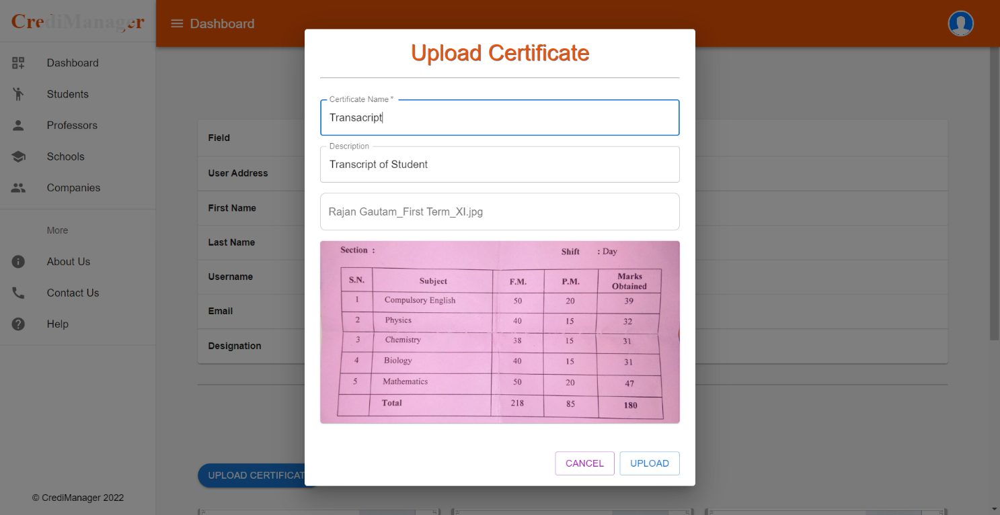 CrediManager
Dashboard
Dashboard
Students
Professors
Schools
Companies
More
About Us
Contact Us
Help
© CrediManager 2022
Field
User Address
First Name
Last Name
Username
Email
Designation
UPLOAD CERTIFICAT
Upload Certificate
Certificate Name *
Transacript
Description
Transcript of Student
Rajan Gautam_First Term_XI.jpg
Section : Shift : Day
S.N. Subject F.M. P.M. Marks Obtained
1 Compulsory English 50 20 39
2 Physics 40 15 32
3 Chemistry 38 15 31
4 Biology 40 15 31
5 Mathematics 50 20 47
Total 218 85 180
CANCEL UPLOAD